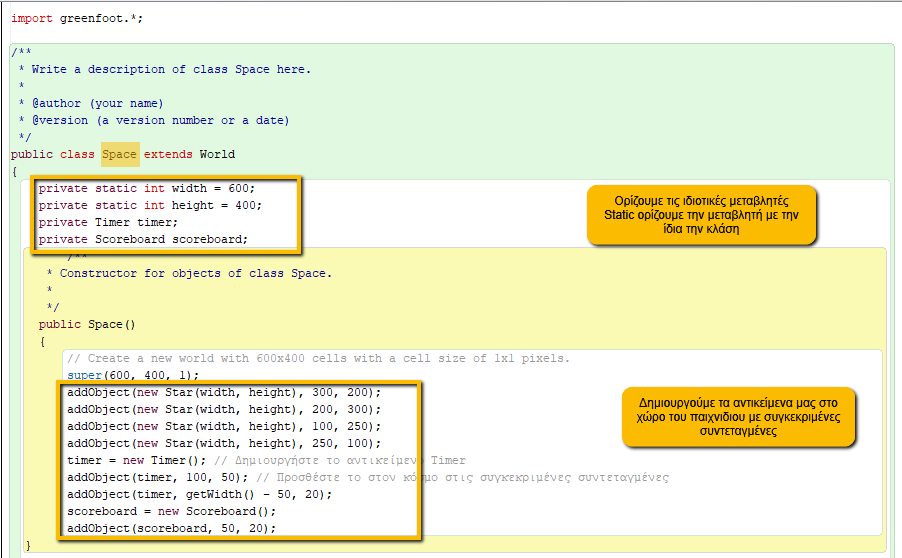 import greenfoot.*;
/**
* Write a description of class Space here.
*
* @author (your name)
* @version (a version number or a date)
*/
public class Space extends World
{
private static int width = 600;
private static int height = 400;
private Timer timer;
private Scoreboard scoreboard;
Ορίζουμε τις ιδιοτικές μεταβλητές
Static ορίζουμε την μεταβλητή με την
ίδια την κλάση
/**
* Constructor for objects of class Space.
*
*/
public Space()
{
// Create a new world with 600x400 cells with a cell size of 1x1 pixels.
super(600, 400, 1);
addObject(new Star(width, height), 300, 200);
addObject(new Star(width, height), 200, 300);
addObject(new Star(width, height), 100, 250);
addObject(new Star(width, height), 250, 100);
timer = new Timer(); // Δημιουργήστε το αντικείμενο Timer
addObject(timer, 100, 50); // Προσθέστε το στον κόσμο στις συγκεκριμένες συντεταγμένες
addObject(timer, getWidth() - 50, 20);
scoreboard = new Scoreboard();
addObject(scoreboard, 50, 20);
}
Δημιουργούμε τα αντικείμενα μας στο
χώρο του παιχνιδιου με συγκεκριμένες
συντεταγμένες